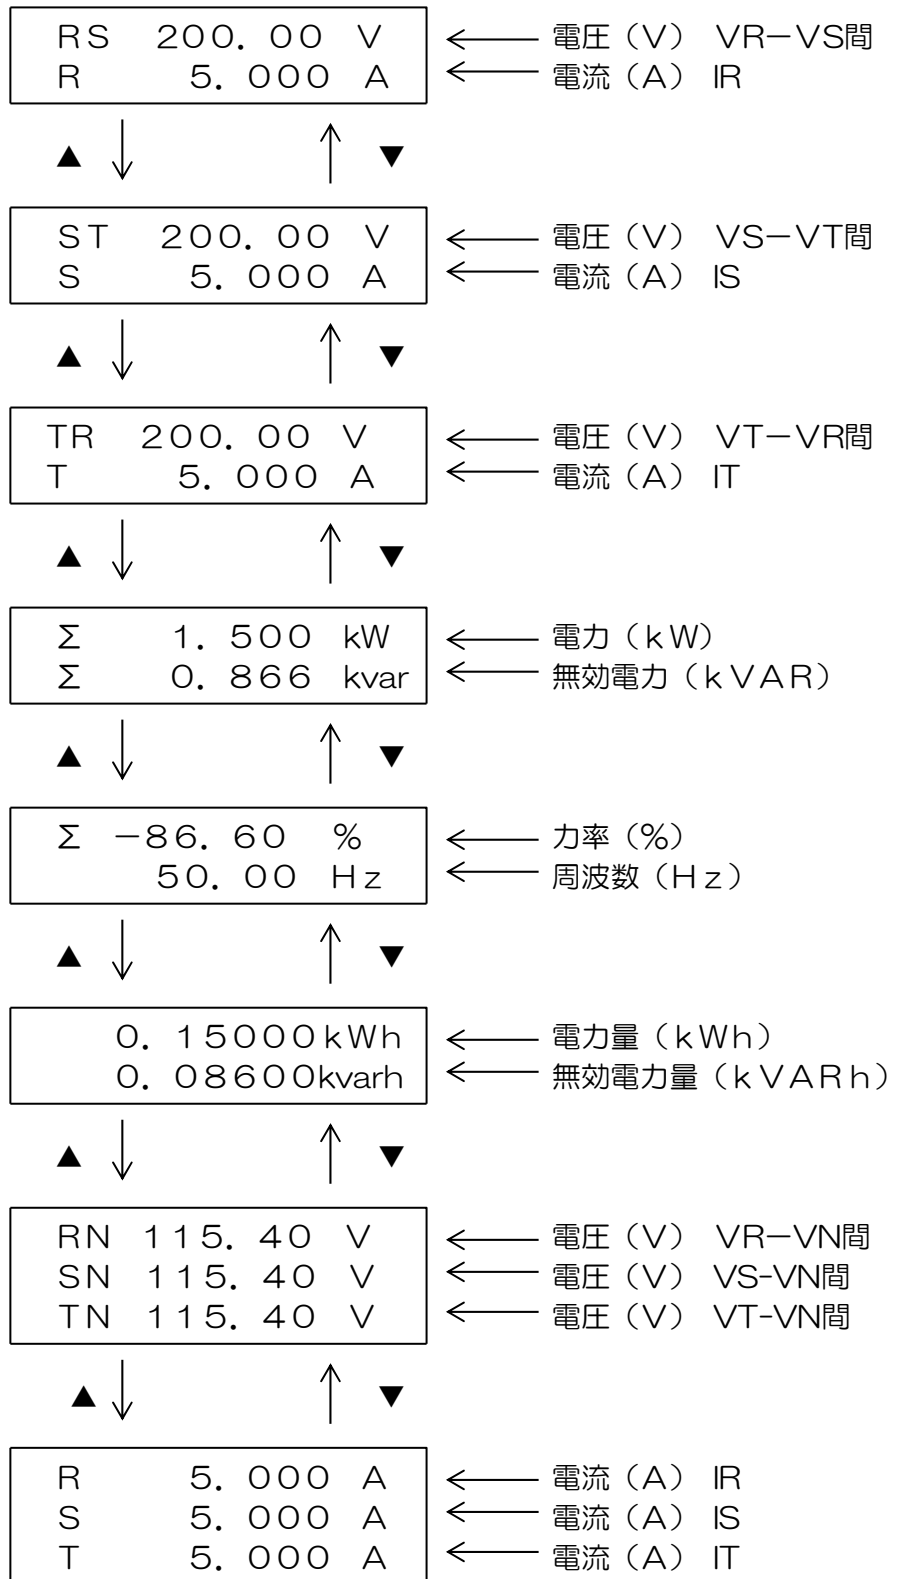 RS 200.00 V ← 電圧(V) VR-VS間
R 5.000 A ← 電流(A) IR
▲ ↓ ↑ ▼
ST 200.00 V ← 電圧(V) VS-VT間
S 5.000 A ← 電流(A) IS
▲ ↓ ↑ ▼
TR 200.00 V ← 電圧(V) VT-VR間
T 5.000 A ← 電流(A) IT
▲ ↓ ↑ ▼
Σ 1.500 kW ← 電力(kW)
Σ 0.866 kvar ← 無効電力(kVAR)
▲ ↓ ↑ ▼
Σ -86.60 % ← 力率(%)
50.00 Hz ← 周波数(Hz)
▲ ↓ ↑ ▼
0.15000kWh ← 電力量(kWh)
0.08600kvarh ← 無効電力量(kVARh)
▲ ↓ ↑ ▼
RN 115.40 V ← 電圧(V) VR-VN間
SN 115.40 V ← 電圧(V) VS-VN間
TN 115.40 V ← 電圧(V) VT-VN間
▲ ↓ ↑ ▼
R 5.000 A ← 電流(A) IR
S 5.000 A ← 電流(A) IS
T 5.000 A ← 電流(A) IT